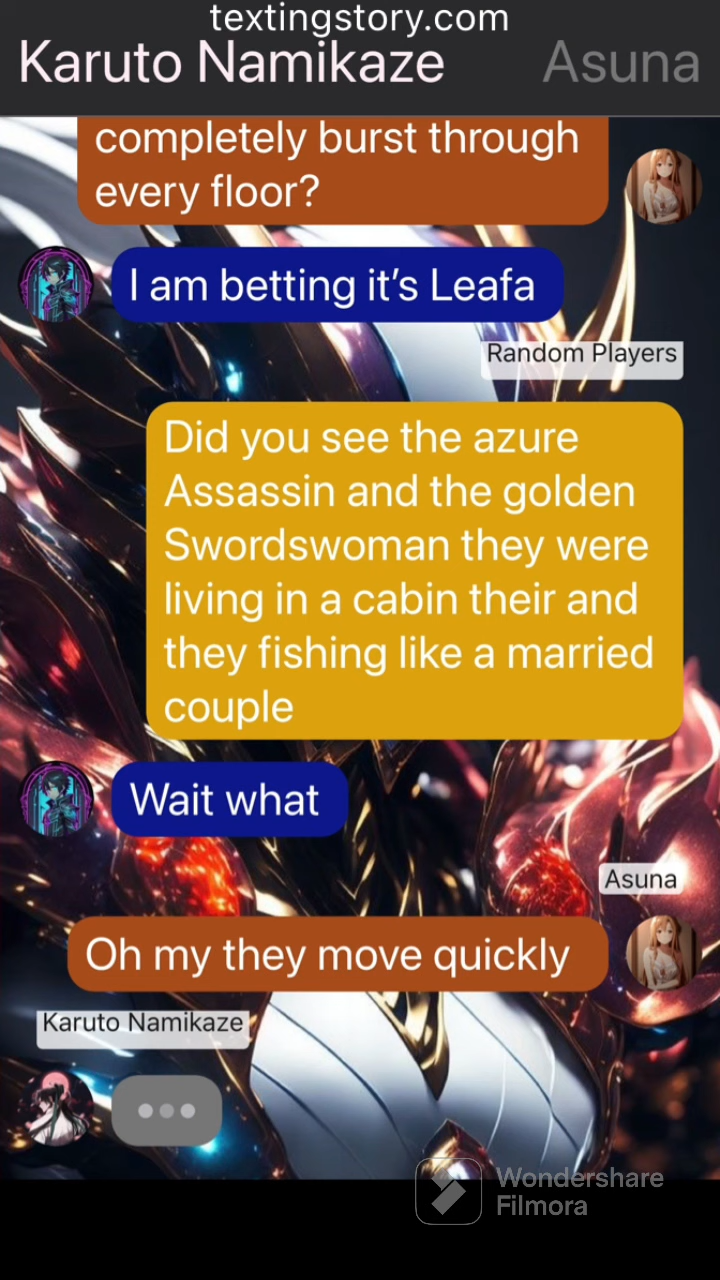 textingstory.com
Karuto Namikaze Asuna
completely burst through
every floor?
I am betting it’s Leafa
Random Players
Did you see the azure
Assassin and the golden
Swordswoman they were
living in a cabin their and
they fishing like a married
couple
Wait what
Asuna
Oh my they move quickly
Karuto Namikaze
Wondershare
Filmora